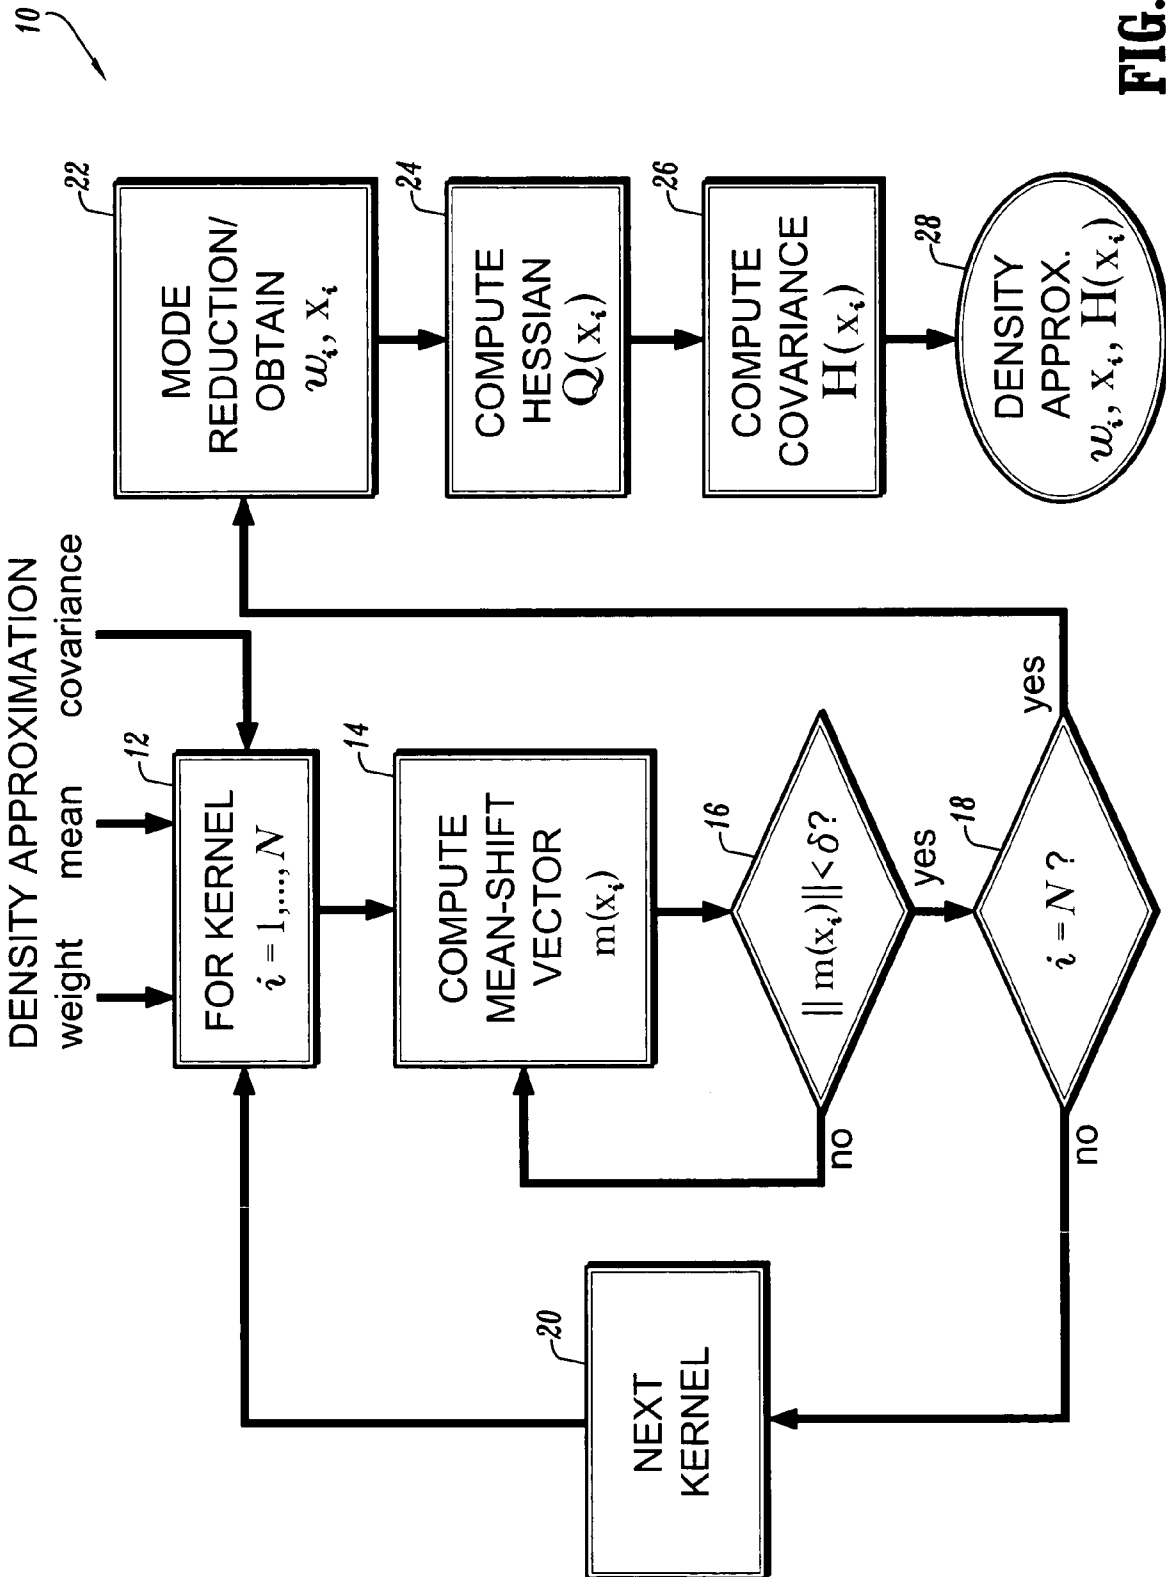 10
DENSITY APPROXIMATION
weight mean covariance
12
FOR KERNEL
i = 1,...,N
14
COMPUTE
MEAN-SHIFT
VECTOR
m(xᵢ)
16
|| m(xᵢ)|| < δ?
no
yes
18
i = N ?
no
yes
20
NEXT
KERNEL
22
MODE
REDUCTION/
OBTAIN
wᵢ, xᵢ
24
COMPUTE
HESSIAN
Q(xᵢ)
26
COMPUTE
COVARIANCE
H(xᵢ)
28
DENSITY
APPROX.
wᵢ, xᵢ, H(xᵢ)
FIG.